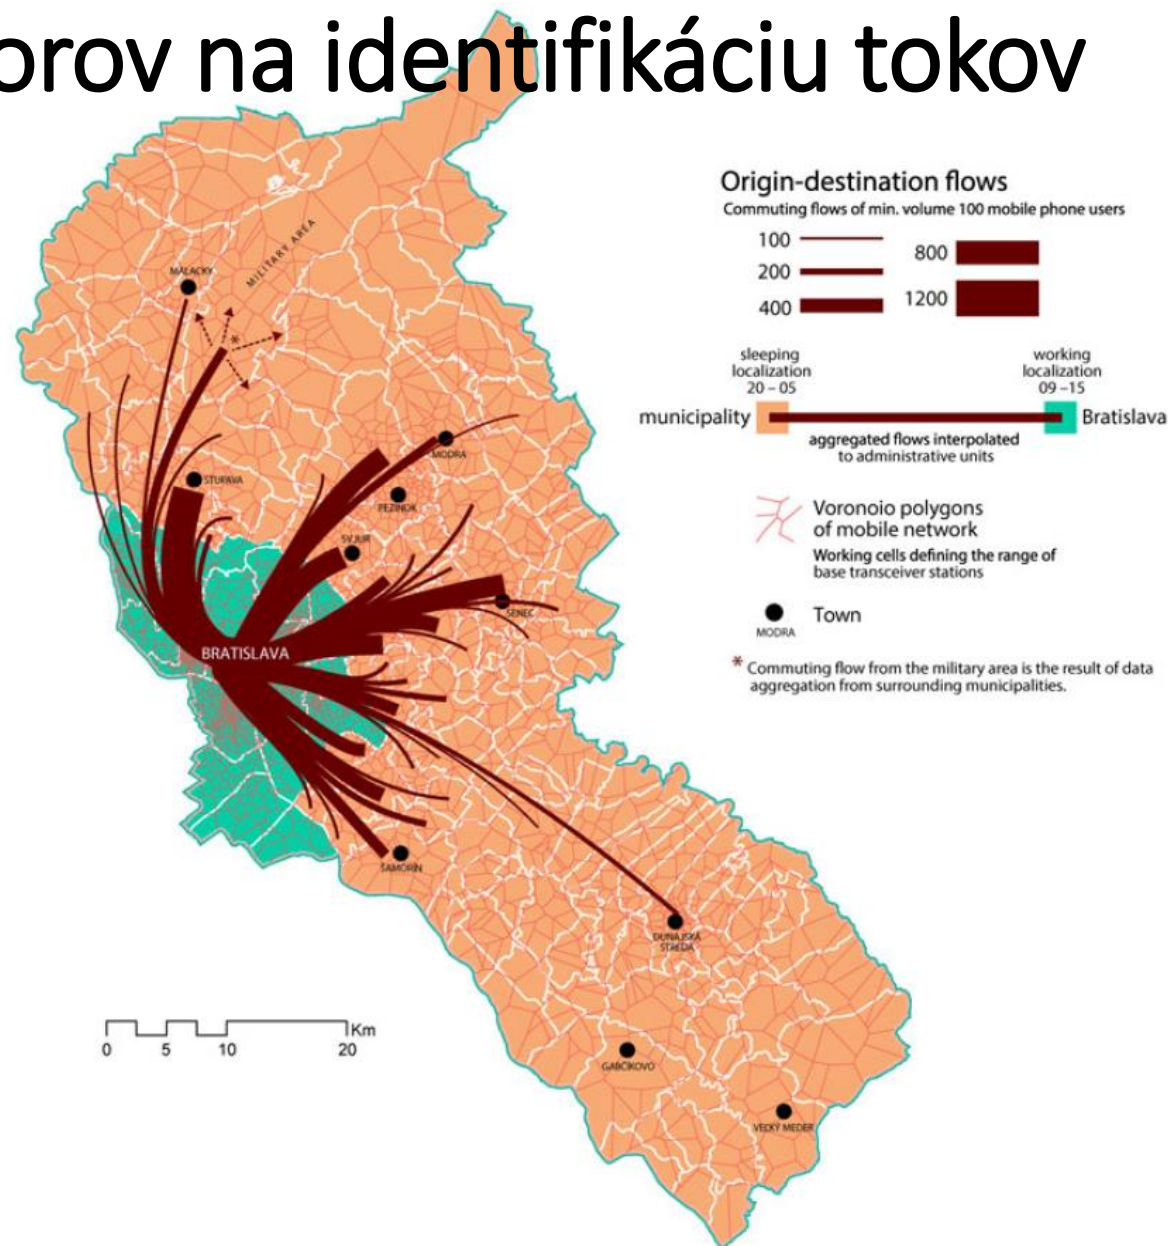 orov na identifikáciu tokov
Origin-destination flows
Commuting flows of min. volume 100 mobile phone users
100
200
400
800
1200
sleeping
localization
20 – 05
working
localization
09 –15
municipality
Bratislava
aggregated flows interpolated
to administrative units
Voronoio polygons
of mobile network
Working cells defining the range of
base transceiver stations
MODRA
Town
* Commuting flow from the military area is the result of data
aggregation from surrounding municipalities.
MALACKY
MILITARY AREA
*
STUPAVA
MODRA
PEZINOK
SV.JUR
SENEC
BRATISLAVA
ŠAMORÍN
DUNAJSKÁ
STREDA
GABČÍKOVO
VEĽKÝ MEDER
Km
0 5 10 20